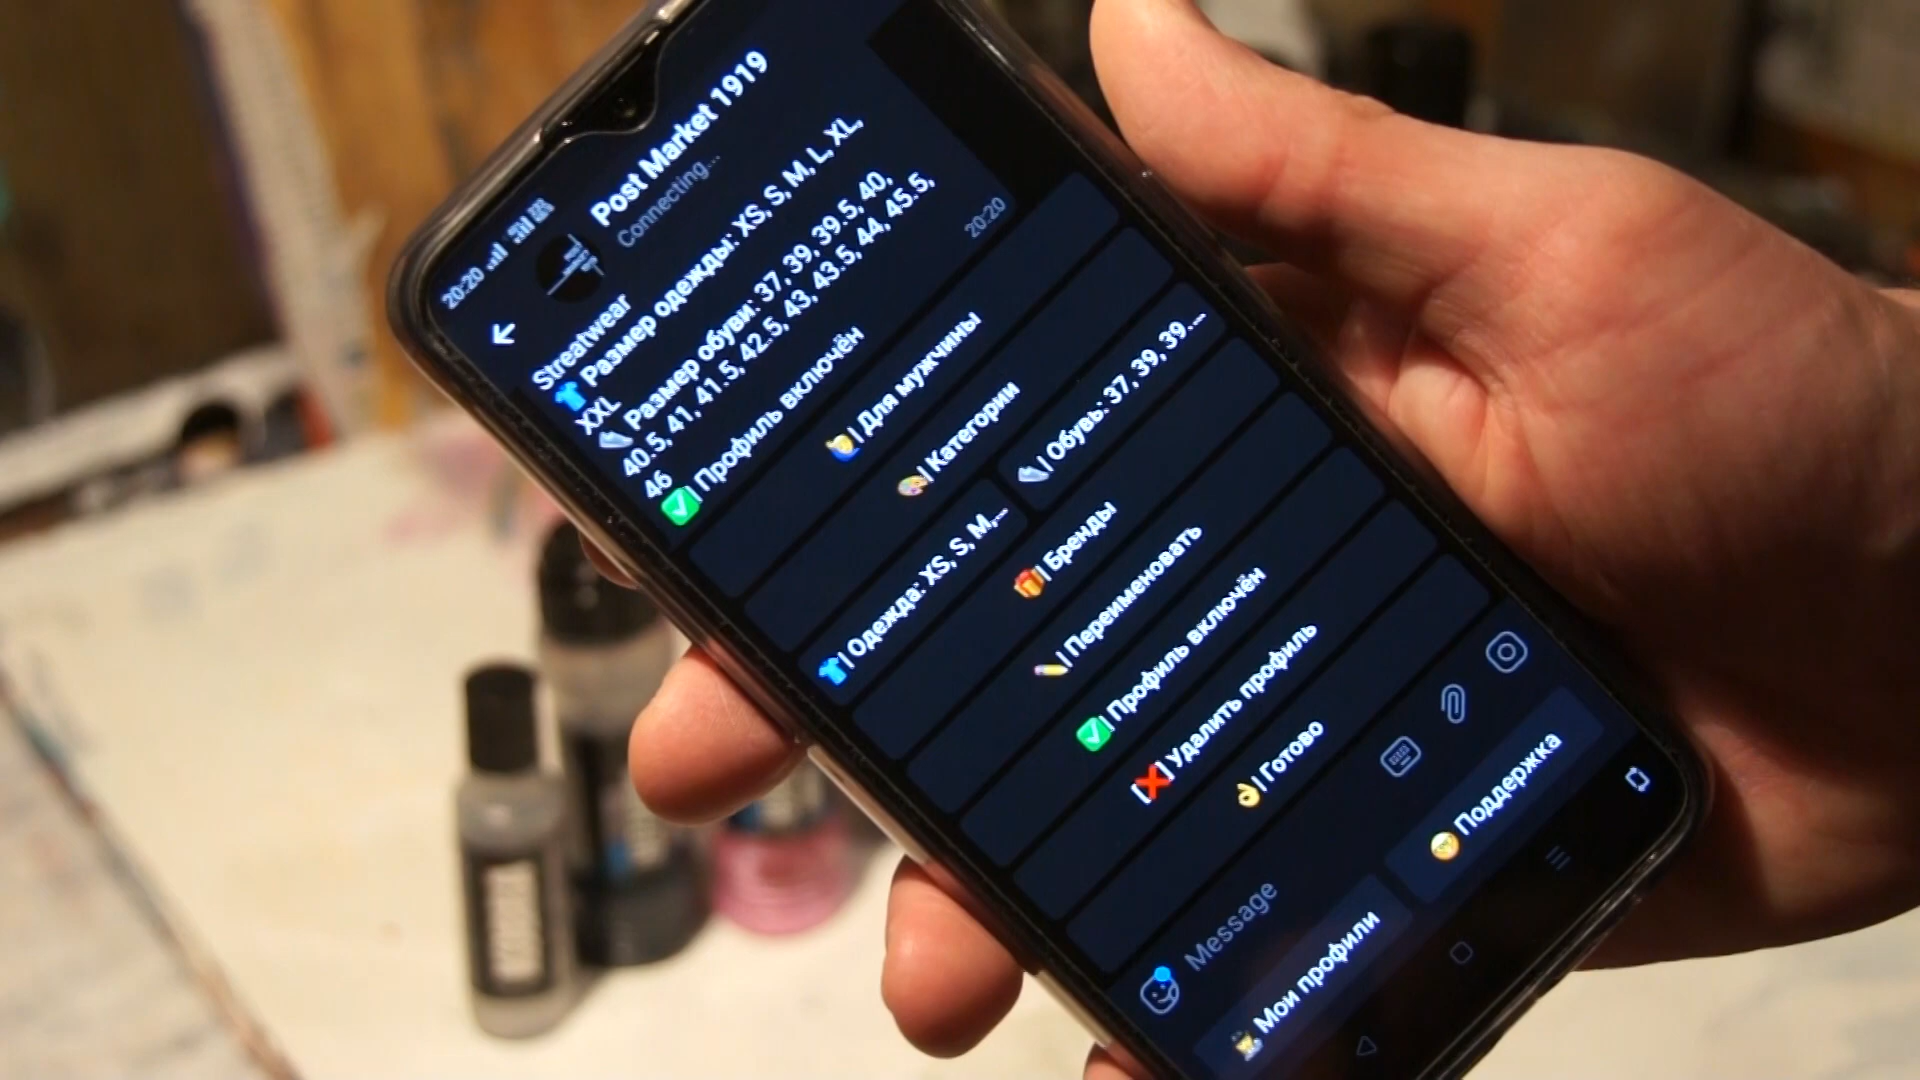 20:20
Post Market 1919
Connecting...
Streatwear
Размер одежды: XS, S, M, L, XL,
XXL
Размер обуви: 37, 39, 39.5, 40,
40.5, 41, 41.5, 42.5, 43, 43.5, 44, 45.5,
46
✅| Профиль включён
20:20
| Для мужчины
🎨| Категории
👕| Одежда: XS, S, M,...
👟| Обувь: 37, 39, 39....
🎁| Бренды
✏️| Переименовать
✅| Профиль включён
[❌] Удалить профиль
👌| Готово
Message
Мои профили
Поддержка